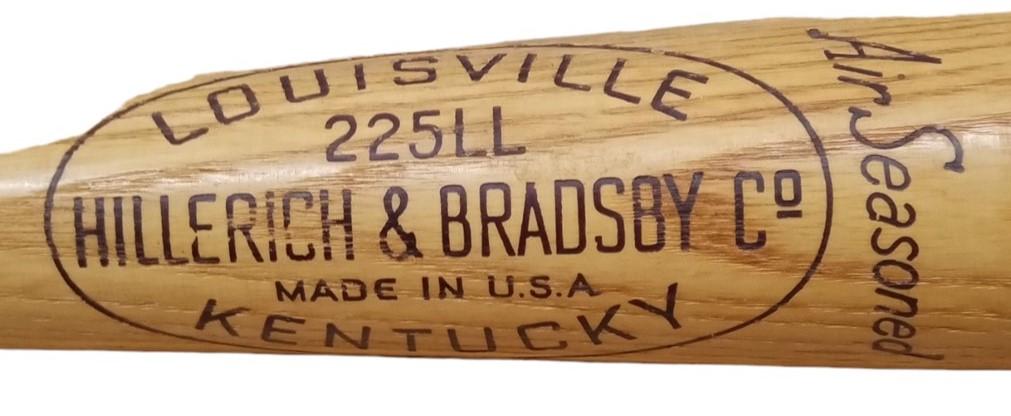 LOUISVILLE
225LL
HILLERICH & BRADSBY Cº
MADE IN U.S.A
KENTUCKY
Air Seasoned